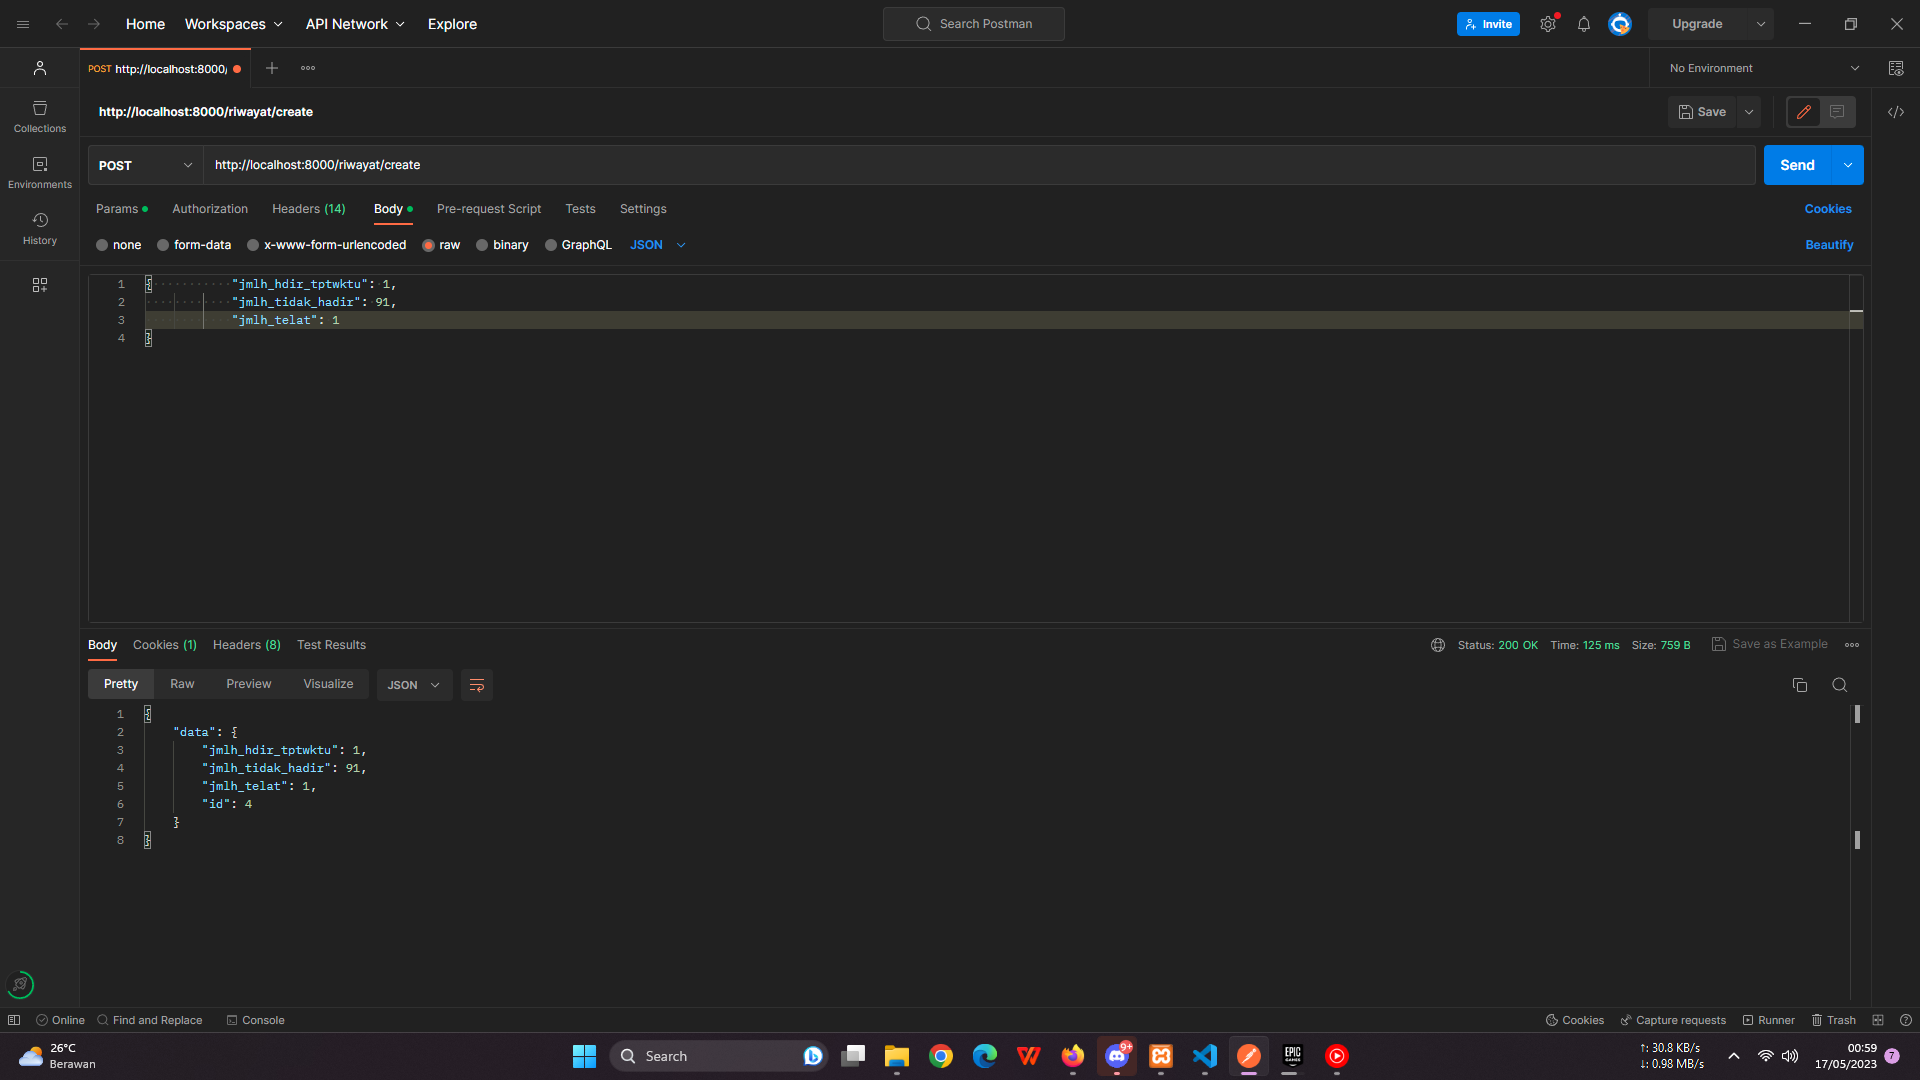 Home Workspaces API Network Explore Search Postman Invite Upgrade
POST http://localhost:8000/ No Environment
http://localhost:8000/riwayat/create Save
POST http://localhost:8000/riwayat/create Send
Params Authorization Headers (14) Body Pre-request Script Tests Settings Cookies
none form-data x-www-form-urlencoded raw binary GraphQL JSON Beautify
Collections
Environments
History
1 { "jmlh_hdir_tptwktu": 1,
2 "jmlh_tidak_hadir": 91,
3 "jmlh_telat": 1
4 }
Body Cookies (1) Headers (8) Test Results Status: 200 OK Time: 125 ms Size: 759 B Save as Example
Pretty Raw Preview Visualize JSON
1 {
2 "data": {
3 "jmlh_hdir_tptwktu": 1,
4 "jmlh_tidak_hadir": 91,
5 "jmlh_telat": 1,
6 "id": 4
7 }
8 }
Online Find and Replace Console Cookies Capture requests Runner Trash
26°C
Berawan
Search
9+
EPIC
GAMES
↑: 30.8 KB/s
↓: 0.98 MB/s
00:59
17/05/2023
7